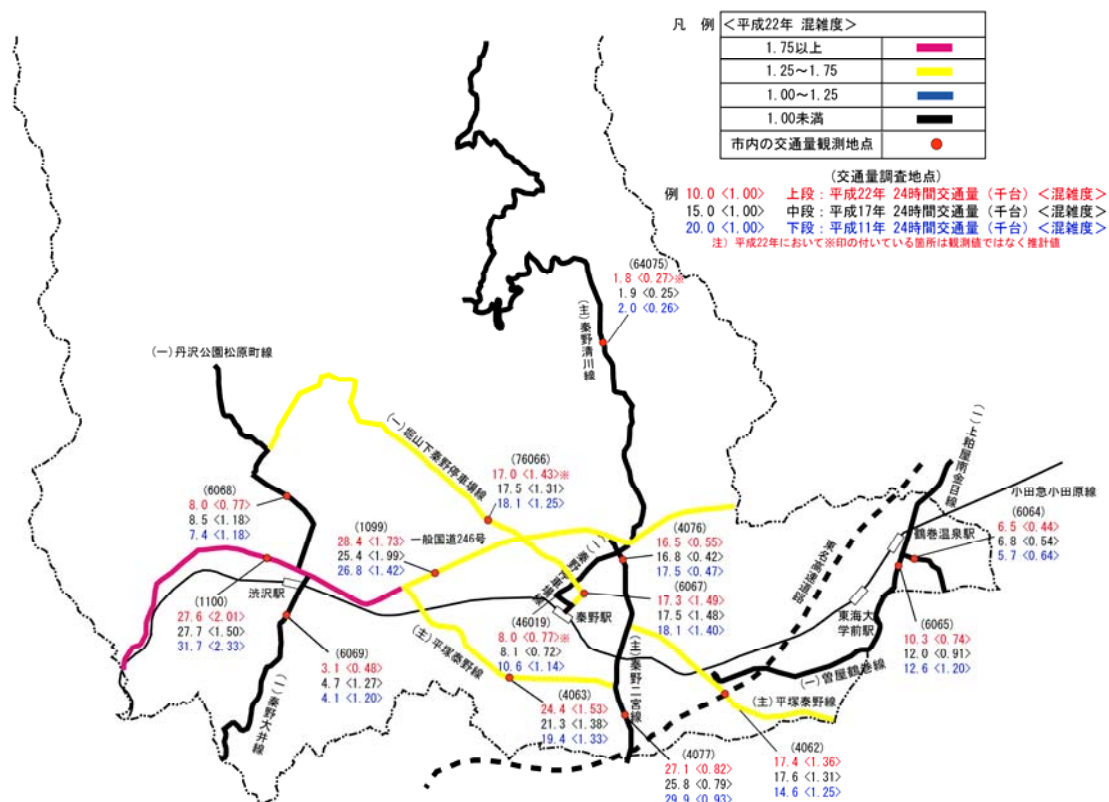 凡 例
<平成22年 混雑度>
1.75以上
1.25～1.75
1.00～1.25
1.00未満
市内の交通量観測地点
(交通量調査地点)
例 10.0 <1.00> 上段：平成22年 24時間交通量（千台）<混雑度>
15.0 <1.00> 中段：平成17年 24時間交通量（千台）<混雑度>
20.0 <1.00> 下段：平成11年 24時間交通量（千台）<混雑度>
注）平成22年において※印の付いている箇所は観測値ではなく推計値
(64075)
1.8 <0.27>※
1.9 <0.25>
2.0 <0.26>
(主)秦野清川線
(一)丹沢公園松原町線
(一)堀山下秦野停車場線
(76066)
17.0 <1.43>※
17.5 <1.31>
18.1 <1.25>
(一)上粕屋南金目線
小田急小田原線
(6068)
8.0 <0.77>
8.5 <1.18>
7.4 <1.18>
(1099)
28.4 <1.73>
25.4 <1.99>
26.8 <1.42>
一般国道246号
(4076)
16.5 <0.55>
16.8 <0.42>
17.5 <0.47>
(6064)
6.5 <0.44>
6.8 <0.54>
5.7 <0.64>
鶴巻温泉駅
東名高速道路
渋沢駅
(1100)
27.6 <2.01>
27.7 <1.50>
31.7 <2.33>
秦野駅
(6067)
17.3 <1.49>
17.5 <1.48>
18.1 <1.40>
東海大
学前駅
(6065)
10.3 <0.74>
12.0 <0.91>
12.6 <1.20>
(46019)
8.0 <0.77>※
8.1 <0.72>
10.6 <1.14>
(6069)
3.1 <0.48>
4.7 <1.27>
4.1 <1.20>
(主)平塚秦野線
(主)秦野二宮線
(一)曽屋鶴巻線
(主)平塚秦野線
(一)秦野大井線
(4063)
24.4 <1.53>
21.3 <1.38>
19.4 <1.33>
(4077)
27.1 <0.82>
25.8 <0.79>
29.9 <0.93>
(4062)
17.4 <1.36>
17.6 <1.31>
14.6 <1.25>